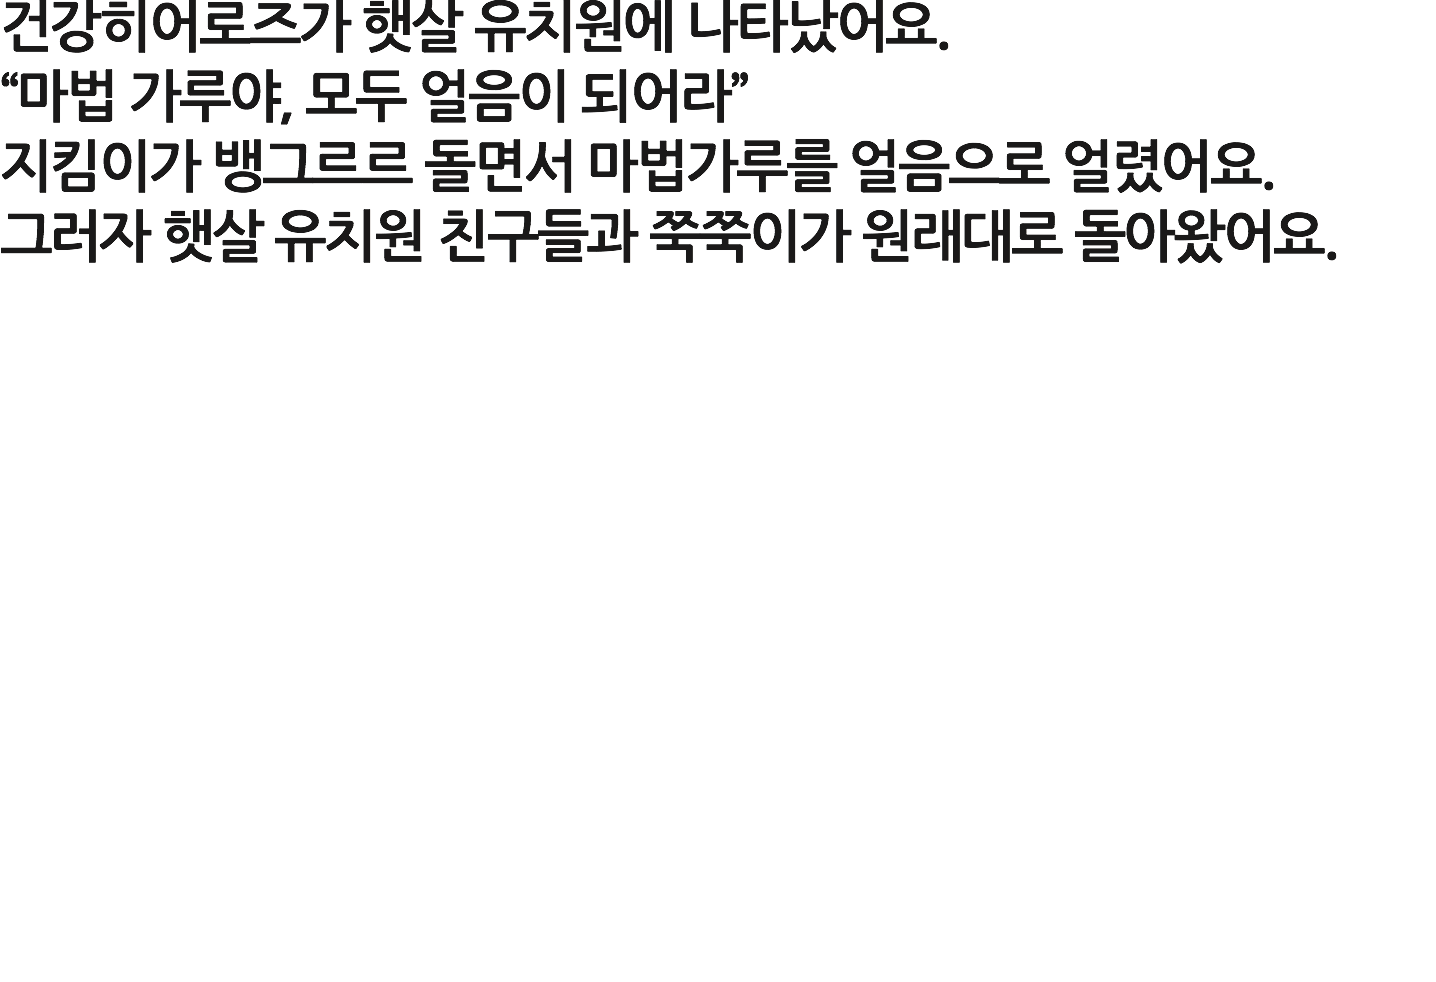 건강히어로즈가 햇살 유치원에 나타났어요.
“마법 가루야, 모두 얼음이 되어라”
지킴이가 뱅그르르 돌면서 마법가루를 얼음으로 얼렸어요.
그러자 햇살 유치원 친구들과 쭉쭉이가 원래대로 돌아왔어요.